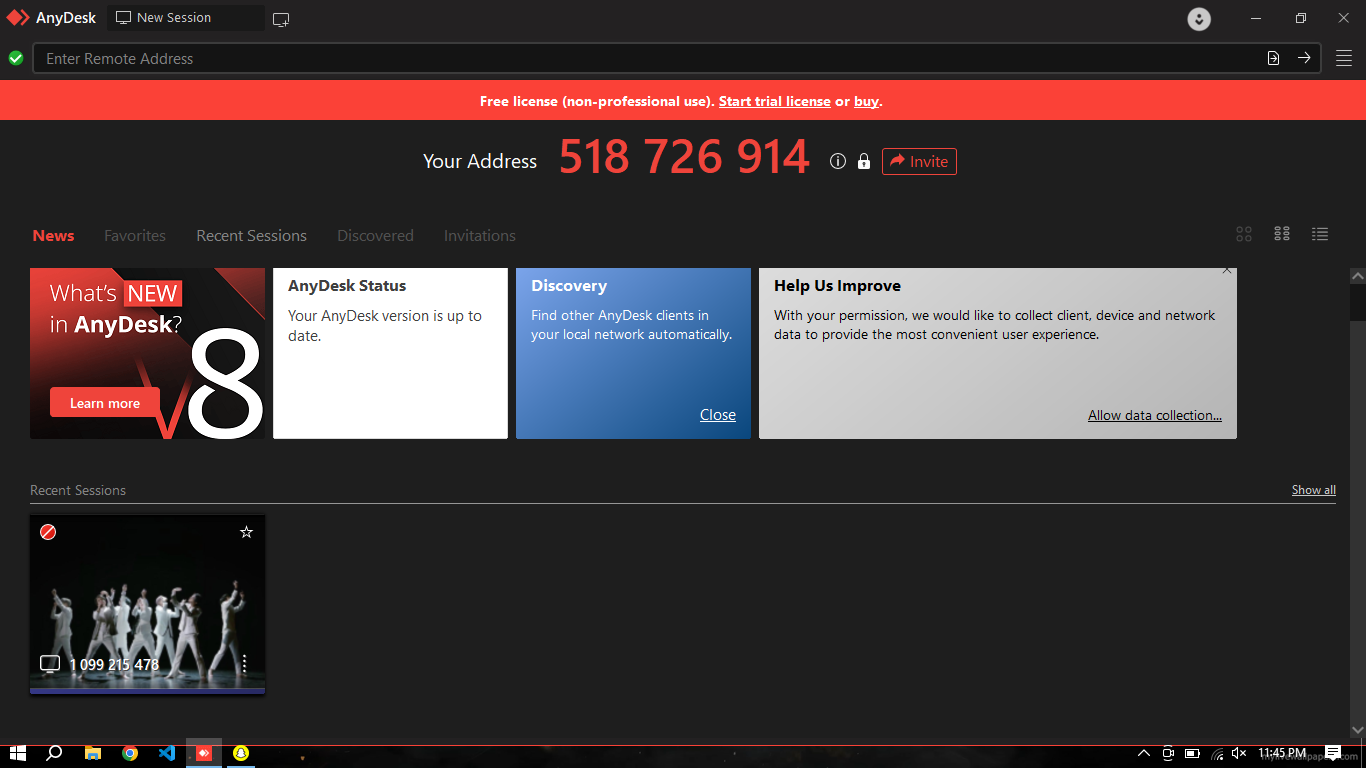 AnyDesk
New Session
Enter Remote Address
Free license (non-professional use). Start trial license or buy.
Your Address
518 726 914
Invite
News
Favorites
Recent Sessions
Discovered
Invitations
What's NEW
in AnyDesk?
V8
Learn more
AnyDesk Status
Your AnyDesk version is up to
date.
Discovery
Find other AnyDesk clients in
your local network automatically.
Close
Help Us Improve
With your permission, we would like to collect client, device and network
data to provide the most convenient user experience.
Allow data collection...
Recent Sessions
Show all
1 099 215 478
11:45 PM